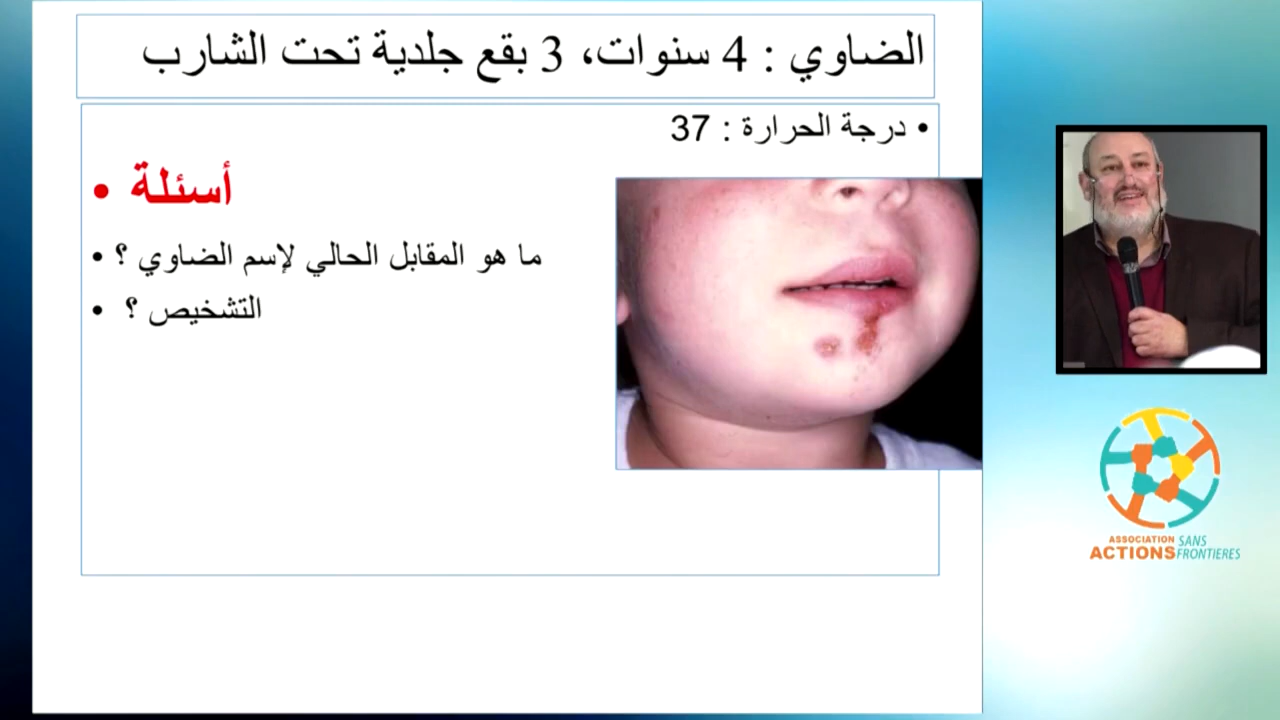 الضاوي : 4 سنوات، 3 بقع جلدية تحت الشارب
• درجة الحرارة : 37
• أسئلة
• ما هو المقابل الحالي لإسم الضاوي ؟
• التشخيص ؟
ASSOCIATION SANS
ACTIONS FRONTIERES